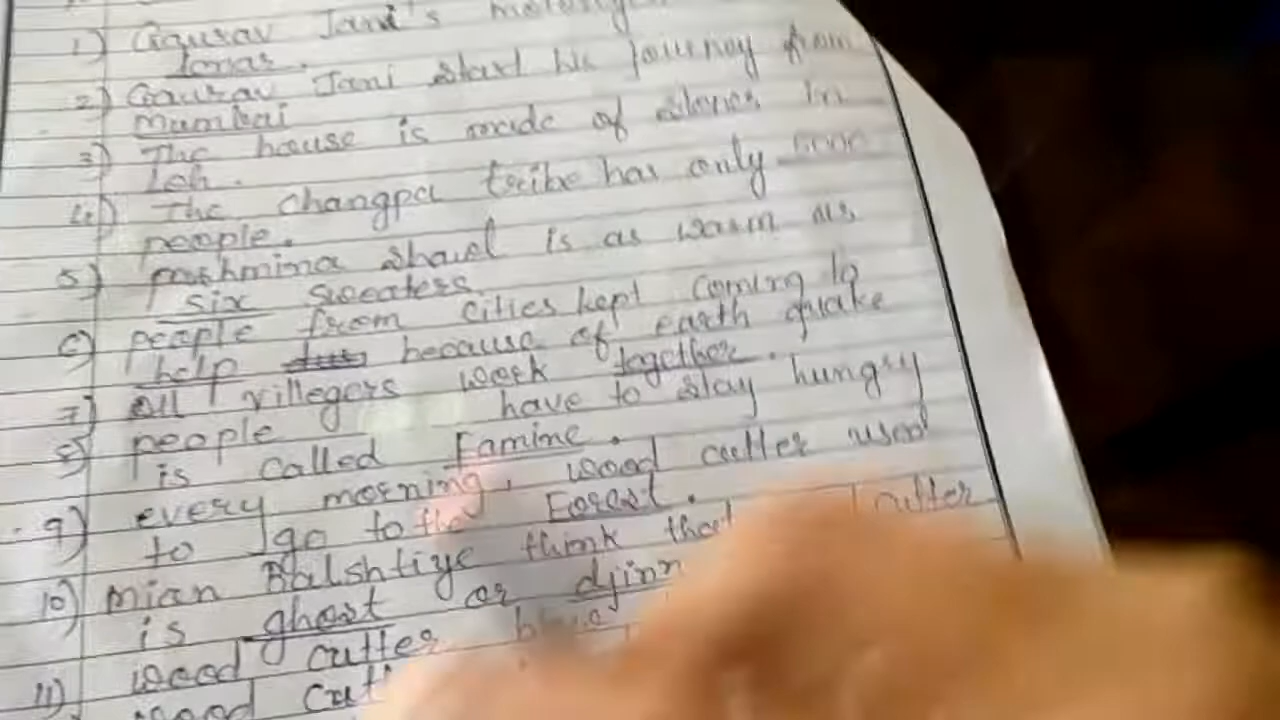 1) Gaurav Jani's
Lonar.
2) Gaurav Jani start his journey from
Mumbai
3) The house is made of stones in
Leh.
4) The changpa tribe has only
people.
5) pashmina shawl is as warm as
six sweaters
6) people from cities kept coming to
help because of earth quake
7) all villegers work together.
8) people have to stay hungry
is called Famine.
9) every morning, wood cutter used
to go to the Forest.
10) mian Balshtiye think that cutter
is ghost or djinn
11) wood cutter
wood